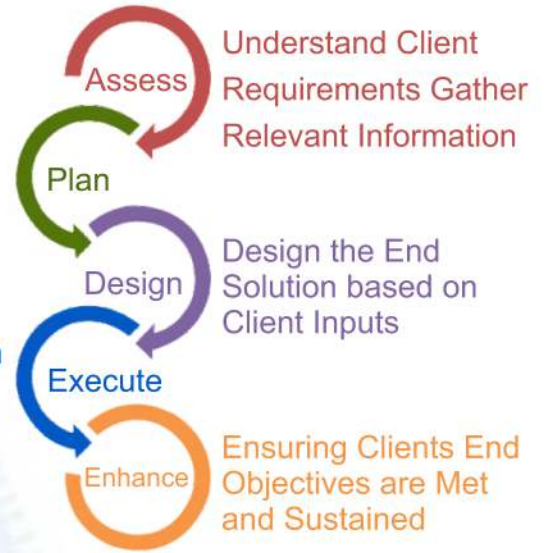 Assess
Understand Client
Requirements Gather
Relevant Information
Plan
Design
Design the End
Solution based on
Client Inputs
Execute
Enhance
Ensuring Clients End
Objectives are Met
and Sustained